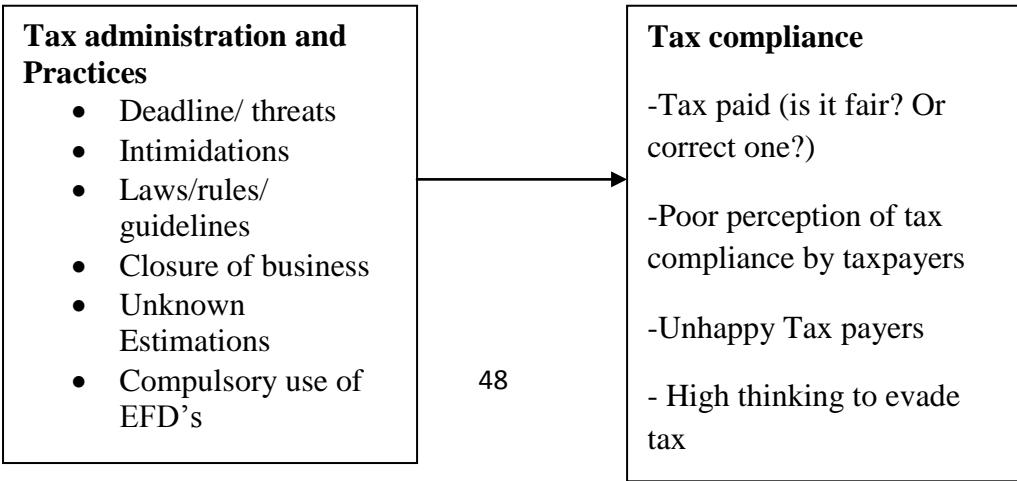 Tax administration and
Practices
• Deadline/ threats
• Intimidations
• Laws/rules/
guidelines
• Closure of business
• Unknown
Estimations
• Compulsory use of
EFD’s
48
Tax compliance
-Tax paid (is it fair? Or
correct one?)
-Poor perception of tax
compliance by taxpayers
-Unhappy Tax payers
- High thinking to evade
tax